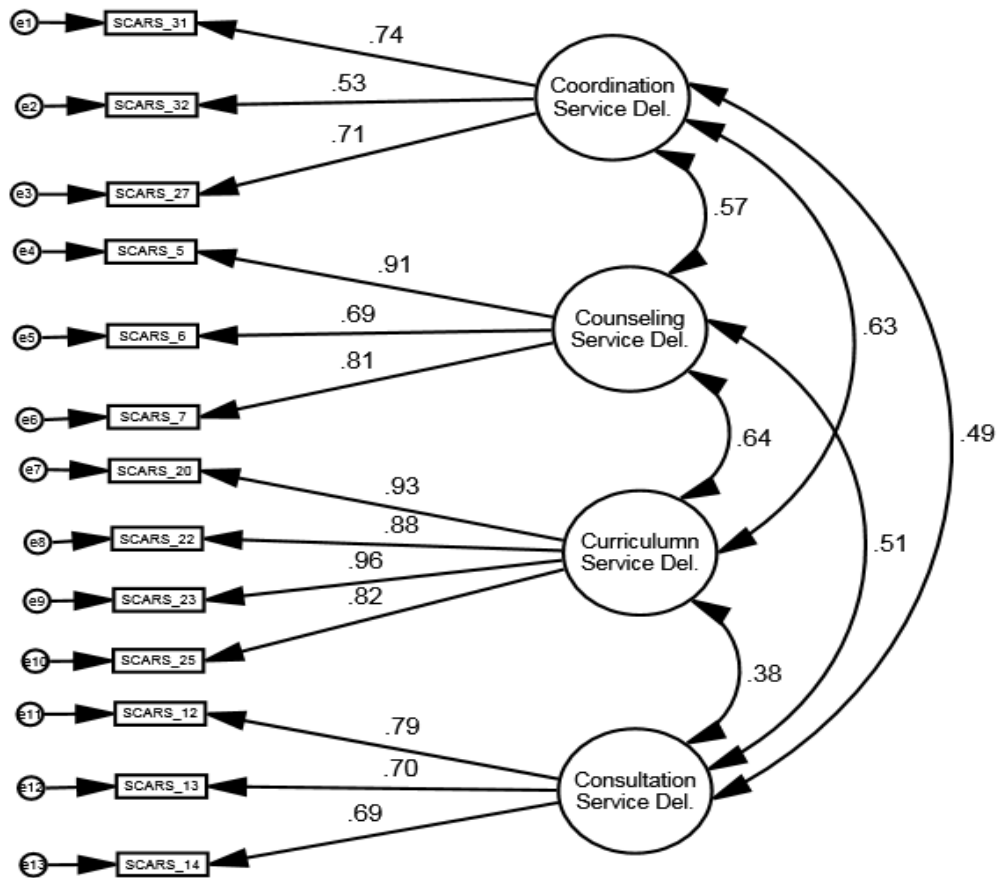 e1 SCARS_31 .74
e2 SCARS_32 .53
Coordination
Service Del.
e3 SCARS_27 .71
.57
e4 SCARS_5 .91
e5 SCARS_6 .69
Counseling
Service Del.
.63
e6 SCARS_7 .81
.49
.64
e7 SCARS_20 .93
e8 SCARS_22 .88
Curriculumn
Service Del.
.51
e9 SCARS_23 .96
e10 SCARS_25 .82
.38
e11 SCARS_12 .79
e12 SCARS_13 .70
Consultation
Service Del.
e13 SCARS_14 .69